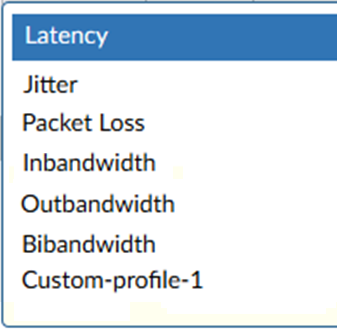 Latency
Jitter
Packet Loss
Inbandwidth
Outbandwidth
Bibandwidth
Custom-profile-1